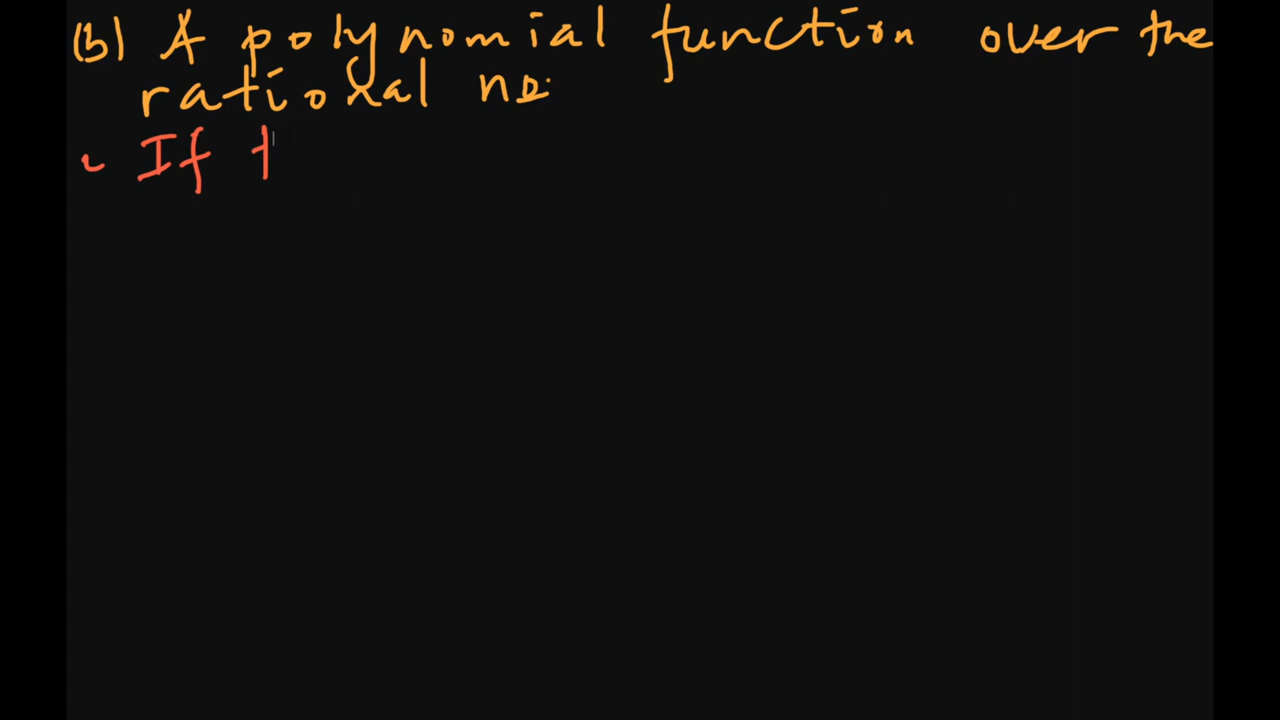 (b) A polynomial function over the
rational no.
If